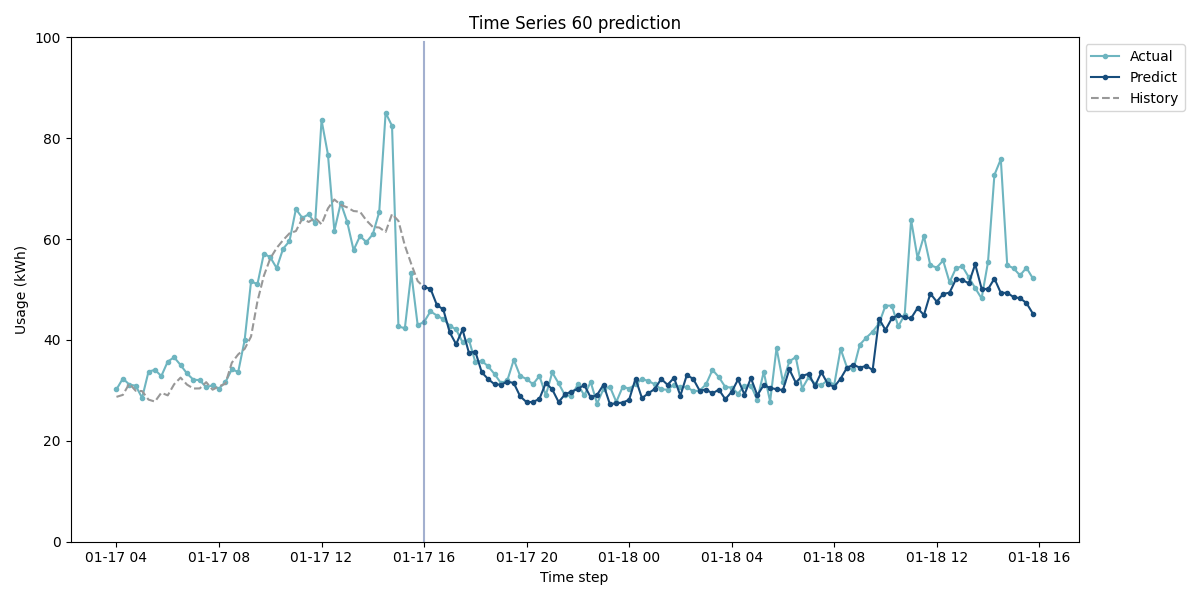 Time Series 60 prediction
100
80
60
40
20
0
Usage (kWh)
01-17 04
01-17 08
01-17 12
01-17 16
01-17 20
01-18 00
01-18 04
01-18 08
01-18 12
01-18 16
Time step
Actual
Predict
History